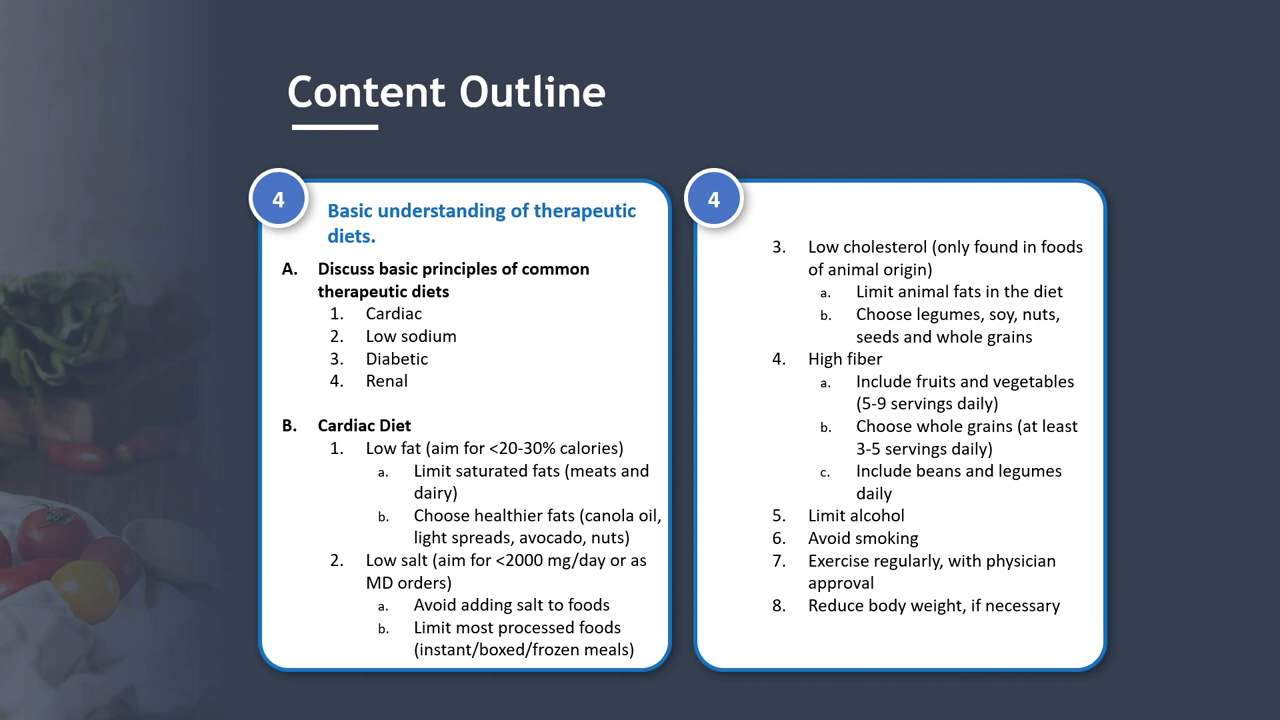 Content Outline
4
Basic understanding of therapeutic
diets.
A. Discuss basic principles of common
therapeutic diets
1. Cardiac
2. Low sodium
3. Diabetic
4. Renal
B. Cardiac Diet
1. Low fat (aim for <20-30% calories)
a. Limit saturated fats (meats and
dairy)
b. Choose healthier fats (canola oil,
light spreads, avocado, nuts)
2. Low salt (aim for <2000 mg/day or as
MD orders)
a. Avoid adding salt to foods
b. Limit most processed foods
(instant/boxed/frozen meals)
4
3. Low cholesterol (only found in foods
of animal origin)
a. Limit animal fats in the diet
b. Choose legumes, soy, nuts,
seeds and whole grains
4. High fiber
a. Include fruits and vegetables
(5-9 servings daily)
b. Choose whole grains (at least
3-5 servings daily)
c. Include beans and legumes
daily
5. Limit alcohol
6. Avoid smoking
7. Exercise regularly, with physician
approval
8. Reduce body weight, if necessary